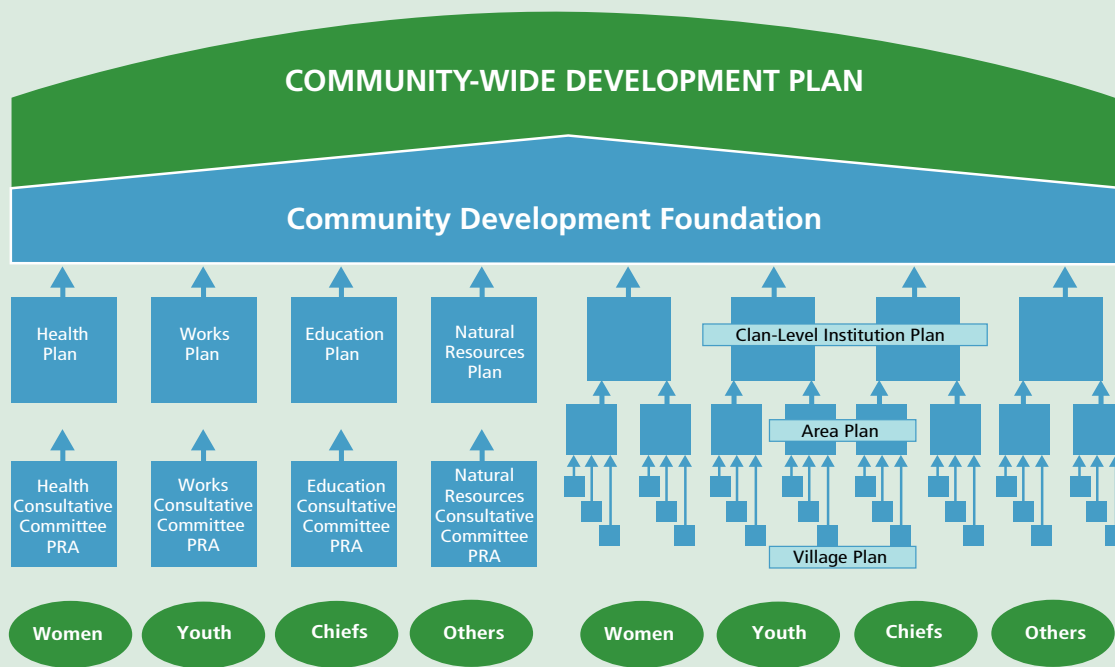 COMMUNITY-WIDE DEVELOPMENT PLAN
Community Development Foundation
Health
Plan
Works
Plan
Education
Plan
Natural
Resources
Plan
Clan-Level Institution Plan
Area Plan
Health
Consultative
Committee
PRA
Works
Consultative
Committee
PRA
Education
Consultative
Committee
PRA
Natural
Resources
Consultative
Committee
PRA
Village Plan
Women
Youth
Chiefs
Others
Women
Youth
Chiefs
Others